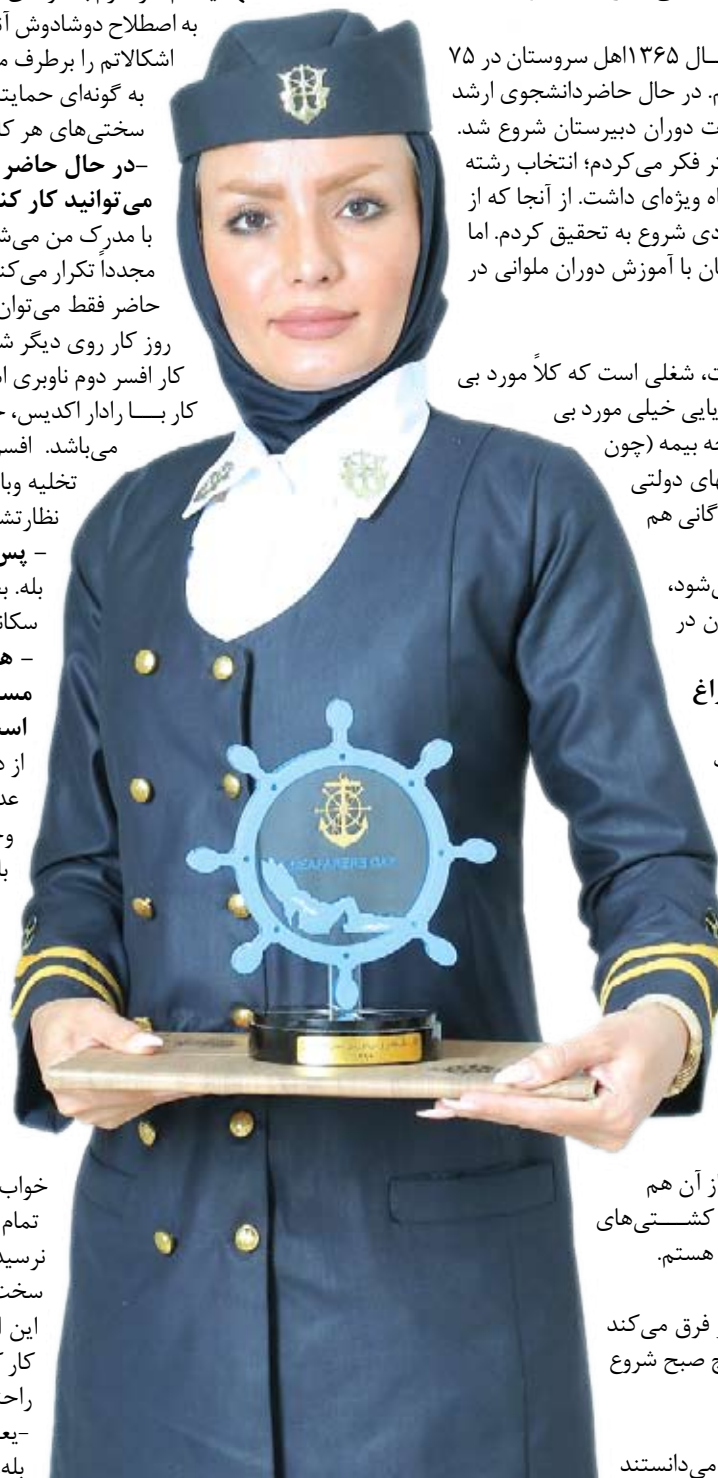 ـال ۱۳۶۵اهل سروستان در ۷۵
م. در حال حاضردانشجوی ارشد
ت دوران دبیرستان شروع شد.
تر فکر می‌کردم؛ انتخاب رشته
اه ویژه‌ای داشت. از آنجا که از
دی شروع به تحقیق کردم. اما
ان با آموزش دوران ملوانی در
ت، شغلی است که کلاً مورد بی
یایی خیلی مورد بی
ه بیمه (چون
های دولتی
گانی هم
ی‌شود،
ن در
راغ
از آن هم
کشـــتی‌های
هستم.
ر فرق می‌کند
ج صبح شروع
می‌دانستند
به اصطلاح دوشادوش آن
اشکالاتم را برطرف م
به گونه‌ای حمایت
سختی‌های هر کا
-در حال حاضر
می‌توانید کار کن
با مدرک من می‌ش
مجدداً تکرار می‌کن
حاضر فقط می‌توان
روز کار روی دیگر ش
کار افسر دوم ناوبری ا
کار بـــا رادار اکدیس، ح
می‌باشد. افسر
تخلیه وبا
نظارتش
- پس
بله. بع
سکان
- ه
مس
است
از د
عد
وج
با
خواب
تمام
نرسید
سخت
این ا
کار ک
راحت
-یع
بله
SEAFARERS DAY